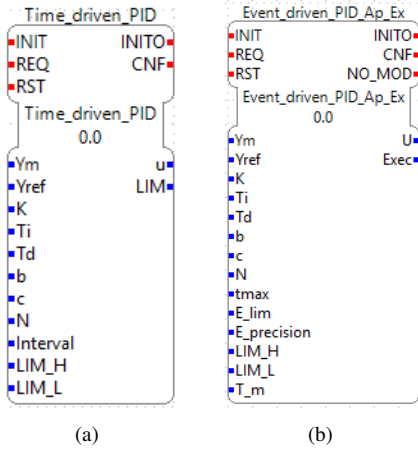 Time_driven_PID
INIT INITO
REQ CNF
RST
Time_driven_PID
0.0
Ym u
Yref LIM
K
Ti
Td
b
c
N
Interval
LIM_H
LIM_L
(a)
Event_driven_PID_Ap_Ex
INIT INITO
REQ CNF
RST NO_MOD
Event_driven_PID_Ap_Ex
0.0
Ym U
Yref Exec
K
Ti
Td
b
c
N
tmax
E_lim
E_precision
LIM_H
LIM_L
T_m
(b)